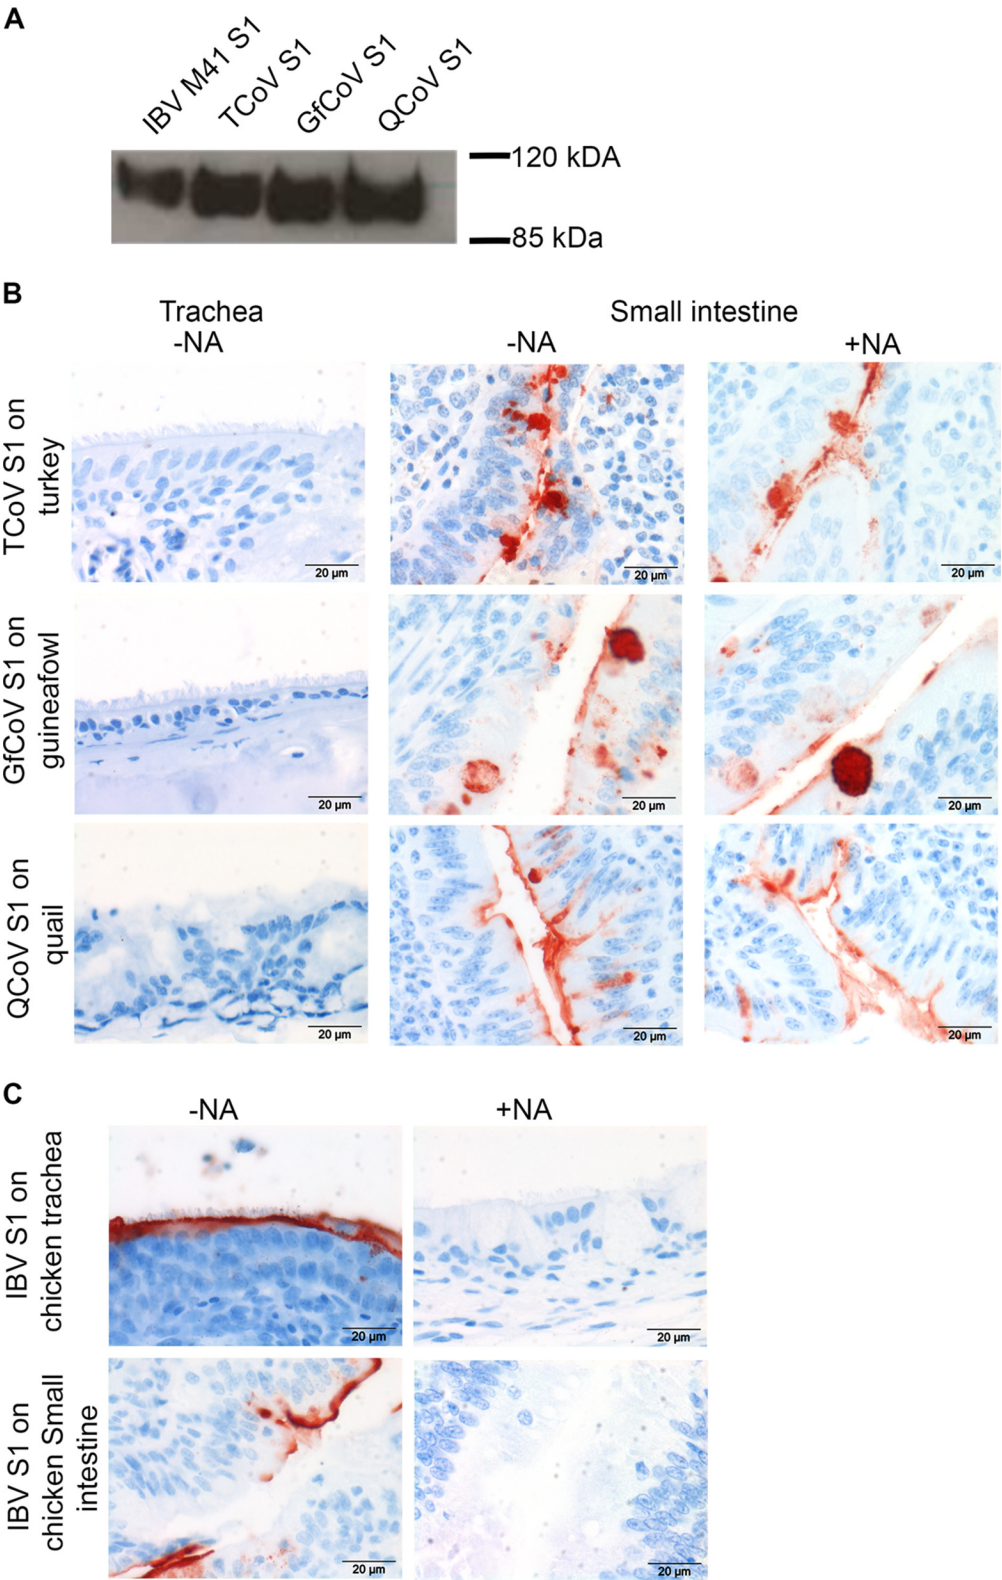 A
IBV M41 S1
TCoV S1
GfCoV S1
QCoV S1
120 kDA
85 kDa
B
Trachea
Small intestine
-NA
-NA
+NA
TCoV S1 on
turkey
20 µm
20 µm
20 µm
GfCoV S1 on
guineafowl
20 µm
20 µm
20 µm
QCoV S1 on
quail
20 µm
20 µm
20 µm
C
-NA
+NA
IBV S1 on
chicken trachea
20 µm
20 µm
IBV S1 on
chicken Small
intestine
20 µm
20 µm